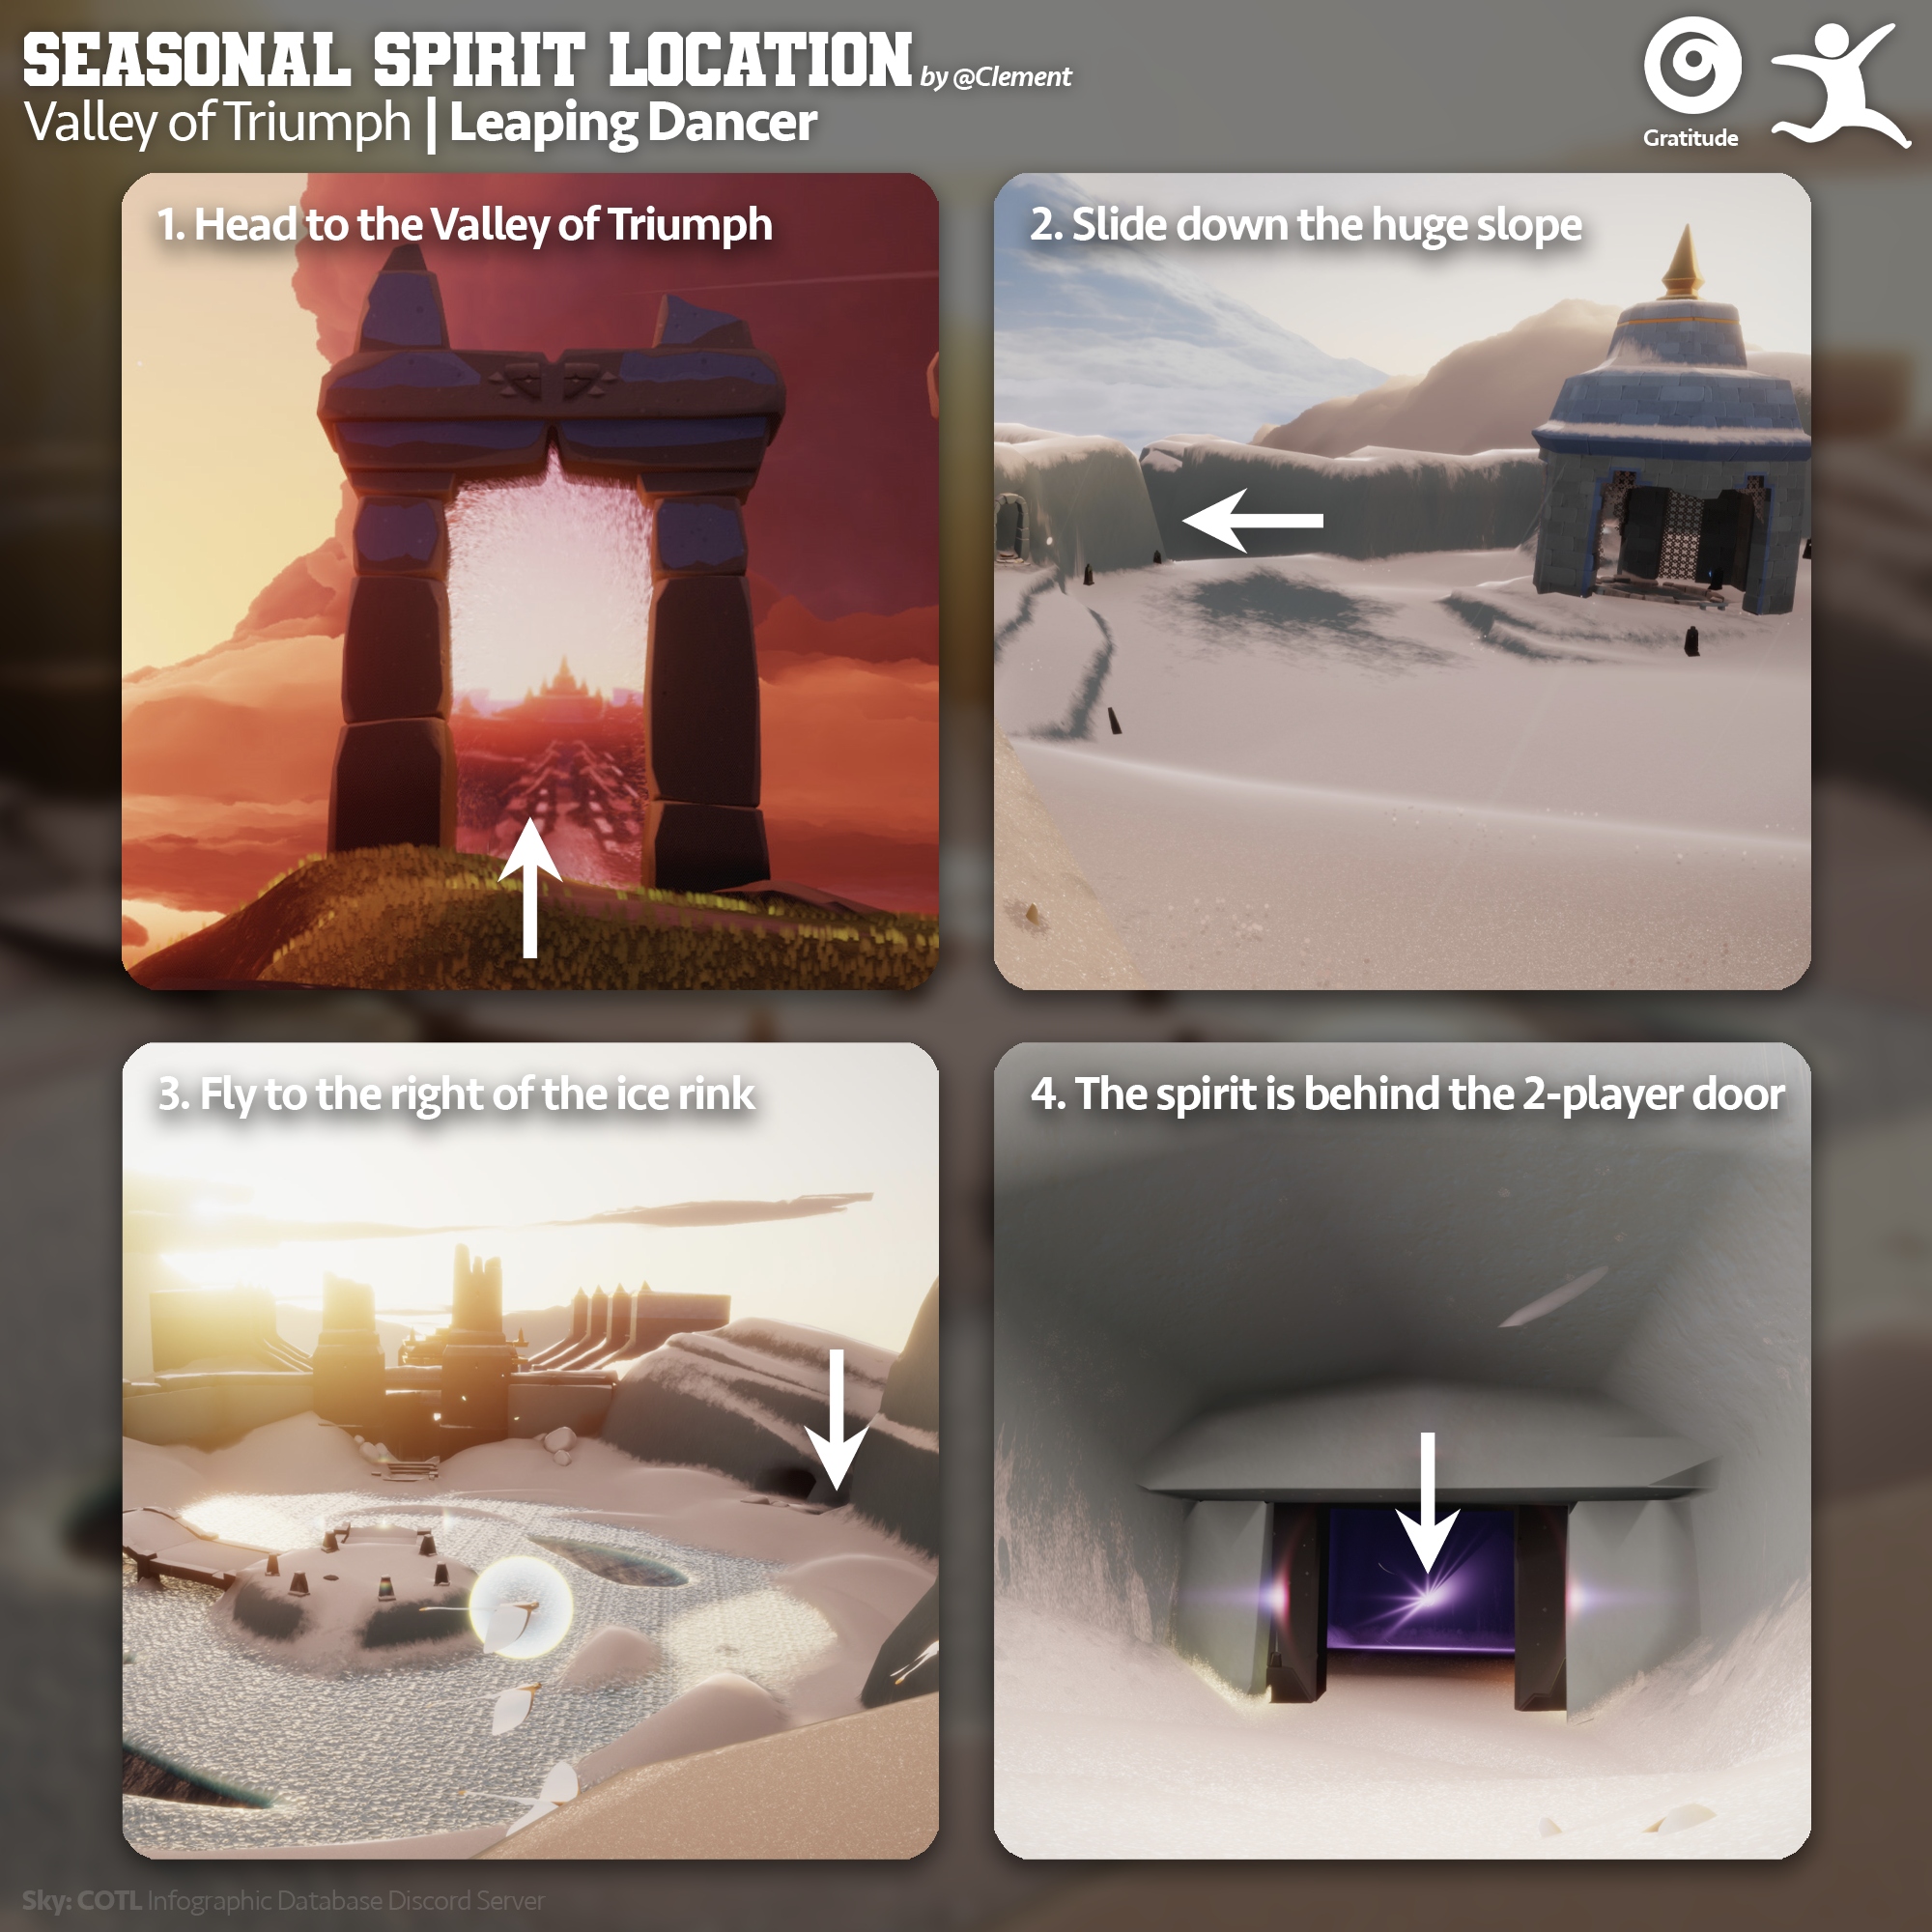 SEASONAL SPIRIT LOCATION by @Clement
Valley of Triumph | Leaping Dancer
Gratitude
1. Head to the Valley of Triumph
2. Slide down the huge slope
3. Fly to the right of the ice rink
4. The spirit is behind the 2-player door
Sky: COTL Infographic Database Discord Server